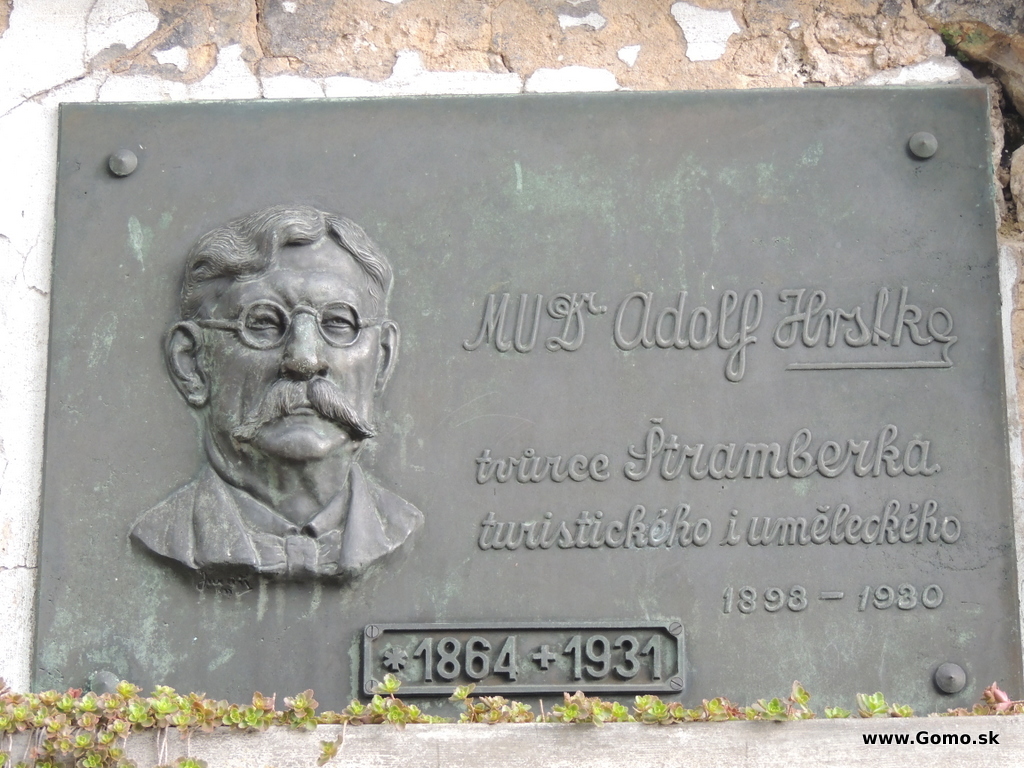 MUDr. Adolf Hrstka
tvůrce Štramberka
turistického i uměleckého
1898 - 1930
* 1864 + 1931
www.Gomo.sk